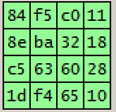 84 f5 c0 11
8e ba 32 18
c5 63 60 28
1d f4 65 10